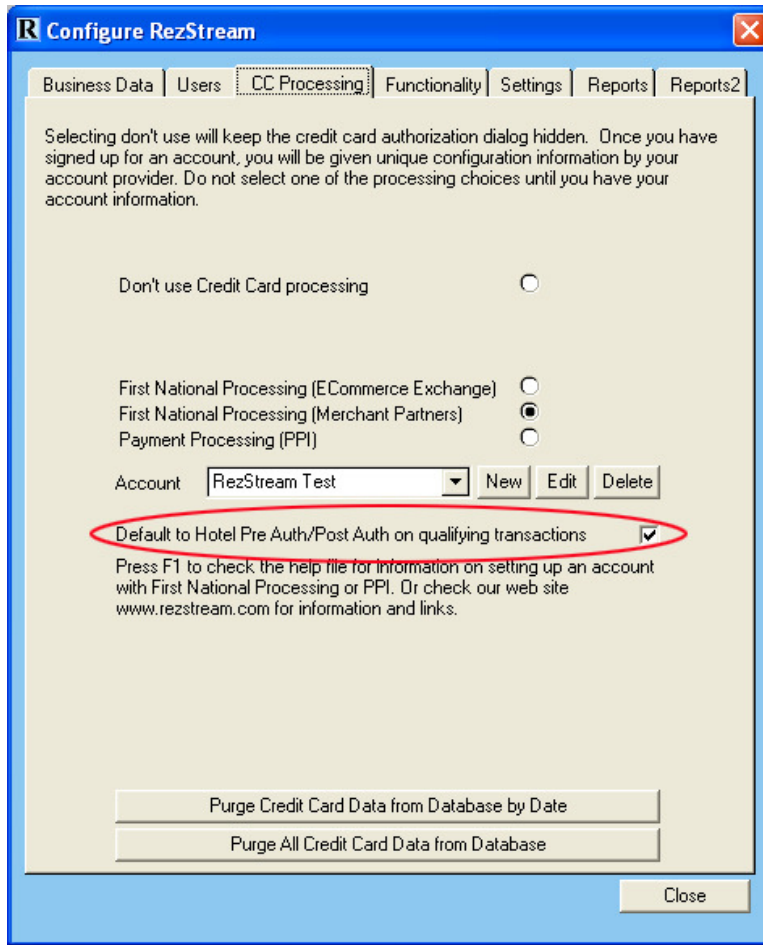 R Configure RezStream
Business Data Users CC Processing Functionality Settings Reports Reports2
Selecting don't use will keep the credit card authorization dialog hidden. Once you have
signed up for an account, you will be given unique configuration information by your
account provider. Do not select one of the processing choices until you have your
account information.
Don't use Credit Card processing
First National Processing (ECommerce Exchange)
First National Processing (Merchant Partners)
Payment Processing (PPI)
Account RezStream Test New Edit Delete
Default to Hotel Pre Auth/Post Auth on qualifying transactions
Press F1 to check the help file for information on setting up an account
with First National Processing or PPI. Or check our web site
www.rezstream.com for information and links.
Purge Credit Card Data from Database by Date
Purge All Credit Card Data from Database
Close